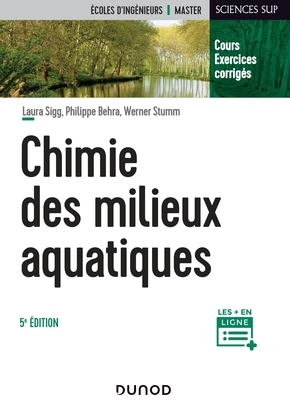 ÉCOLES D'INGÉNIEURS | MASTER
SCIENCES SUP
Cours
Exercices
corrigés
Laura Sigg, Philippe Behra, Werner Stumm
Chimie
des milieux
aquatiques
5e ÉDITION
LES + EN
LIGNE
DUNOD